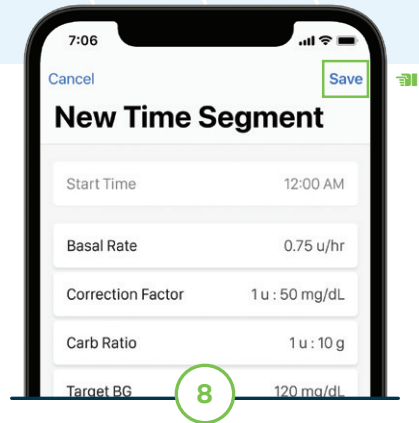 7:06
Cancel Save
New Time Segment
Start Time 12:00 AM
Basal Rate 0.75 u/hr
Correction Factor 1 u : 50 mg/dL
Carb Ratio 1 u : 10 g
Target BG 120 mg/dL
8